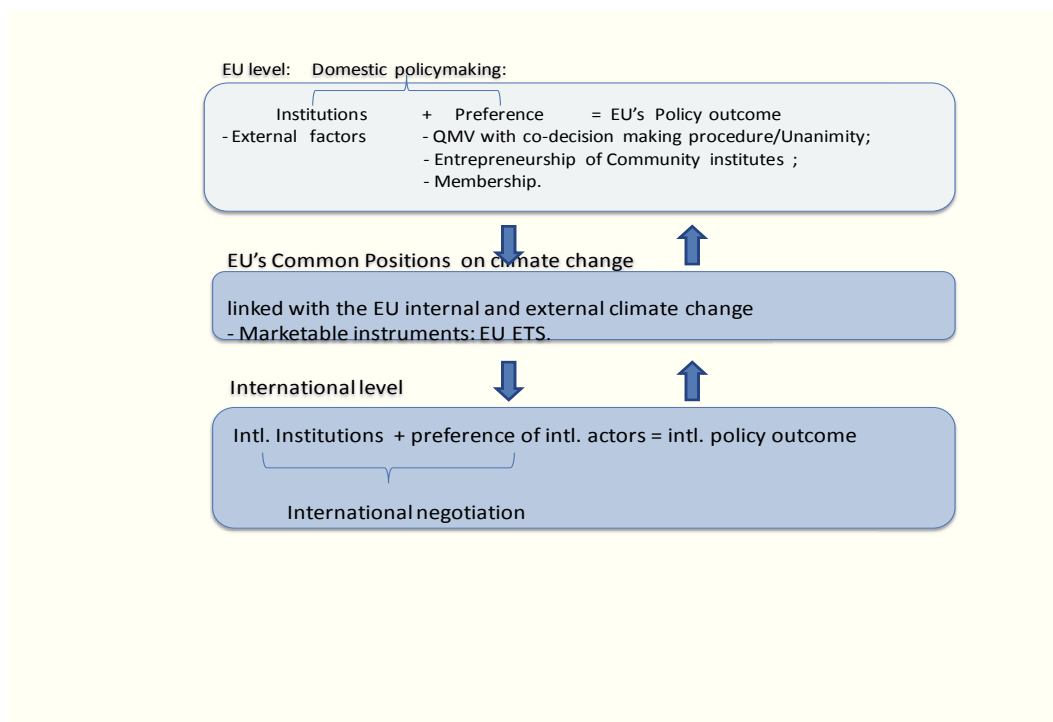 EU level: Domestic policymaking:
Institutions + Preference = EU’s Policy outcome
- External factors - QMV with co-decision making procedure/Unanimity;
- Entrepreneurship of Community institutes ;
- Membership.
EU’s Common Positions on climate change
linked with the EU internal and external climate change
- Marketable instruments: EU ETS.
International level
Intl. Institutions + preference of intl. actors = intl. policy outcome
International negotiation